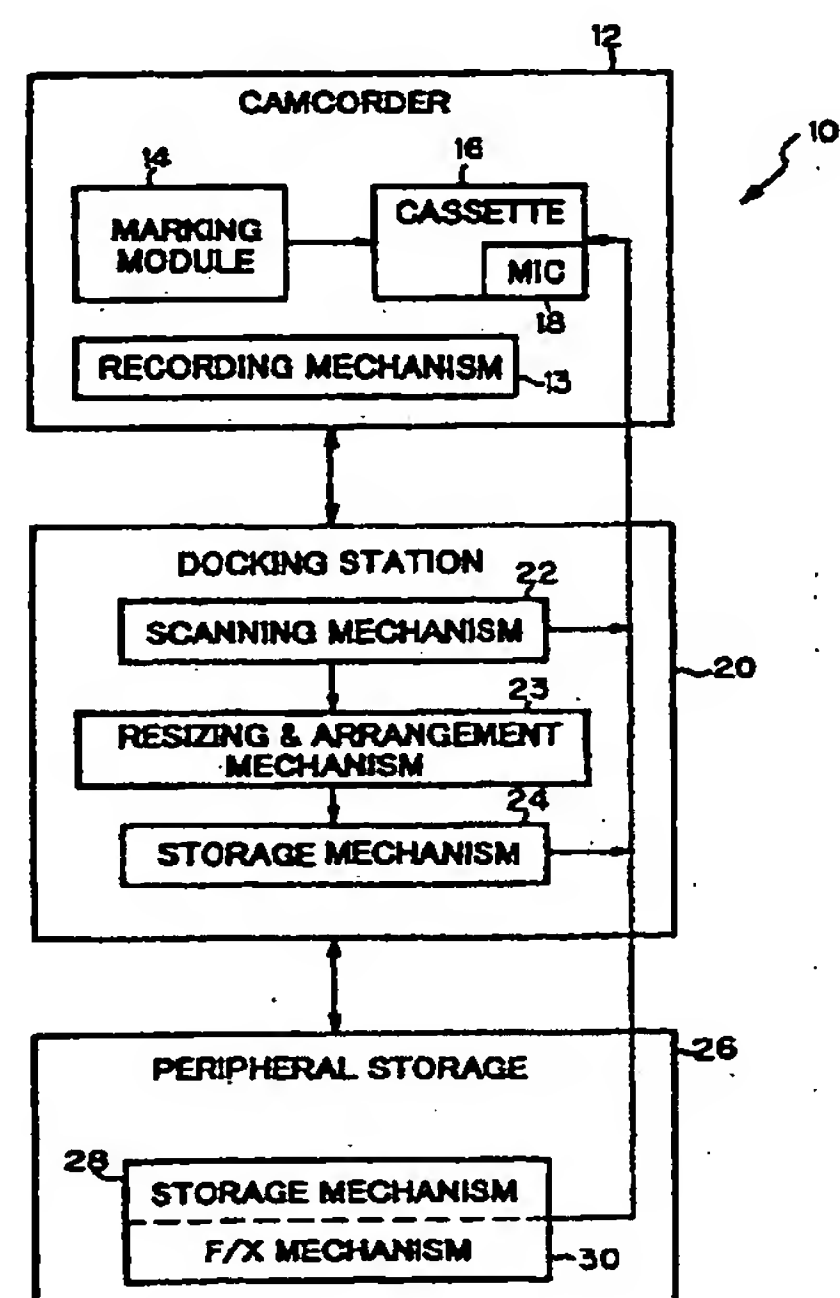 12
CAMCORDER
10
14
16
MARKING
MODULE
CASSETTE
MIC
18
RECORDING MECHANISM
13
DOCKING STATION
22
SCANNING MECHANISM
20
23
RESIZING & ARRANGEMENT
MECHANISM
24
STORAGE MECHANISM
26
PERIPHERAL STORAGE
28
STORAGE MECHANISM
F/X MECHANISM
30